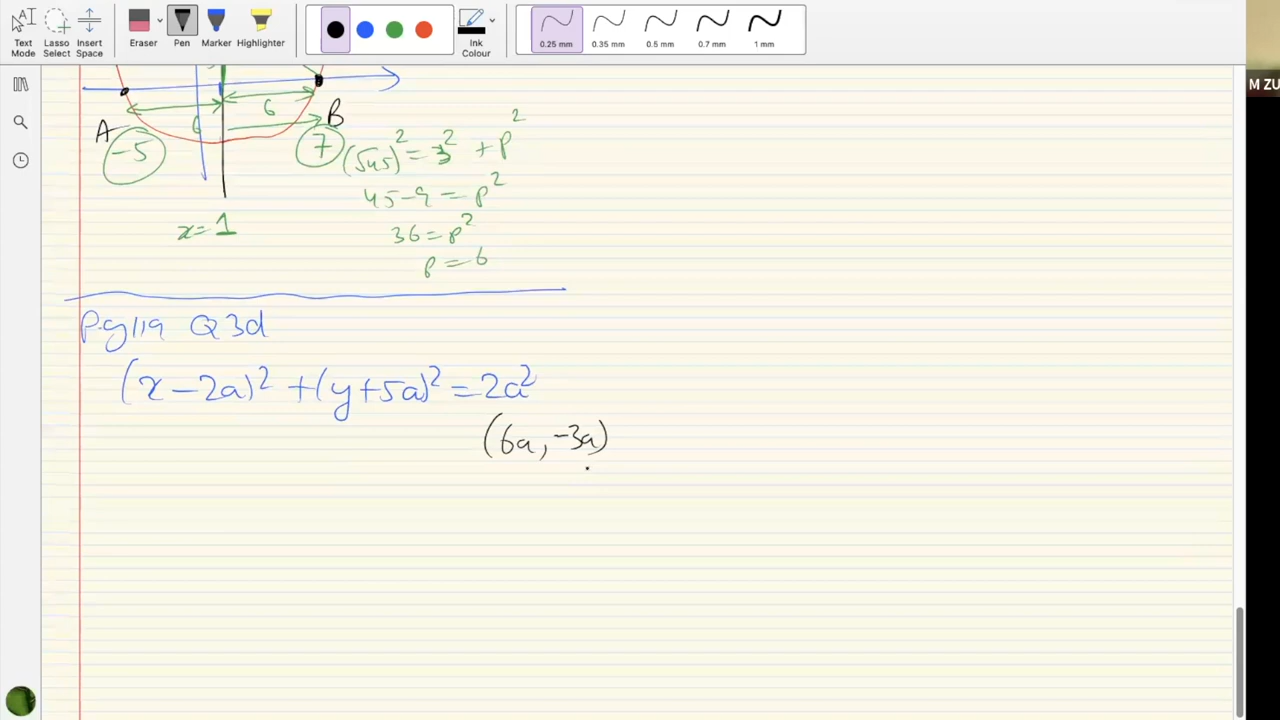 Text Mode
Lasso Select
Insert Space
Eraser
Pen
Marker
Highlighter
Ink Colour
0.25 mm
0.35 mm
0.5 mm
0.7 mm
1 mm
M ZU
A
6
6
B
-5
7
x=1
(√45)² = 3² + p²
45-9 = p²
36 = p²
p = 6
Pg119 Q3d
(x-2a)² + (y+5a)² = 2a²
(6a, -3a)